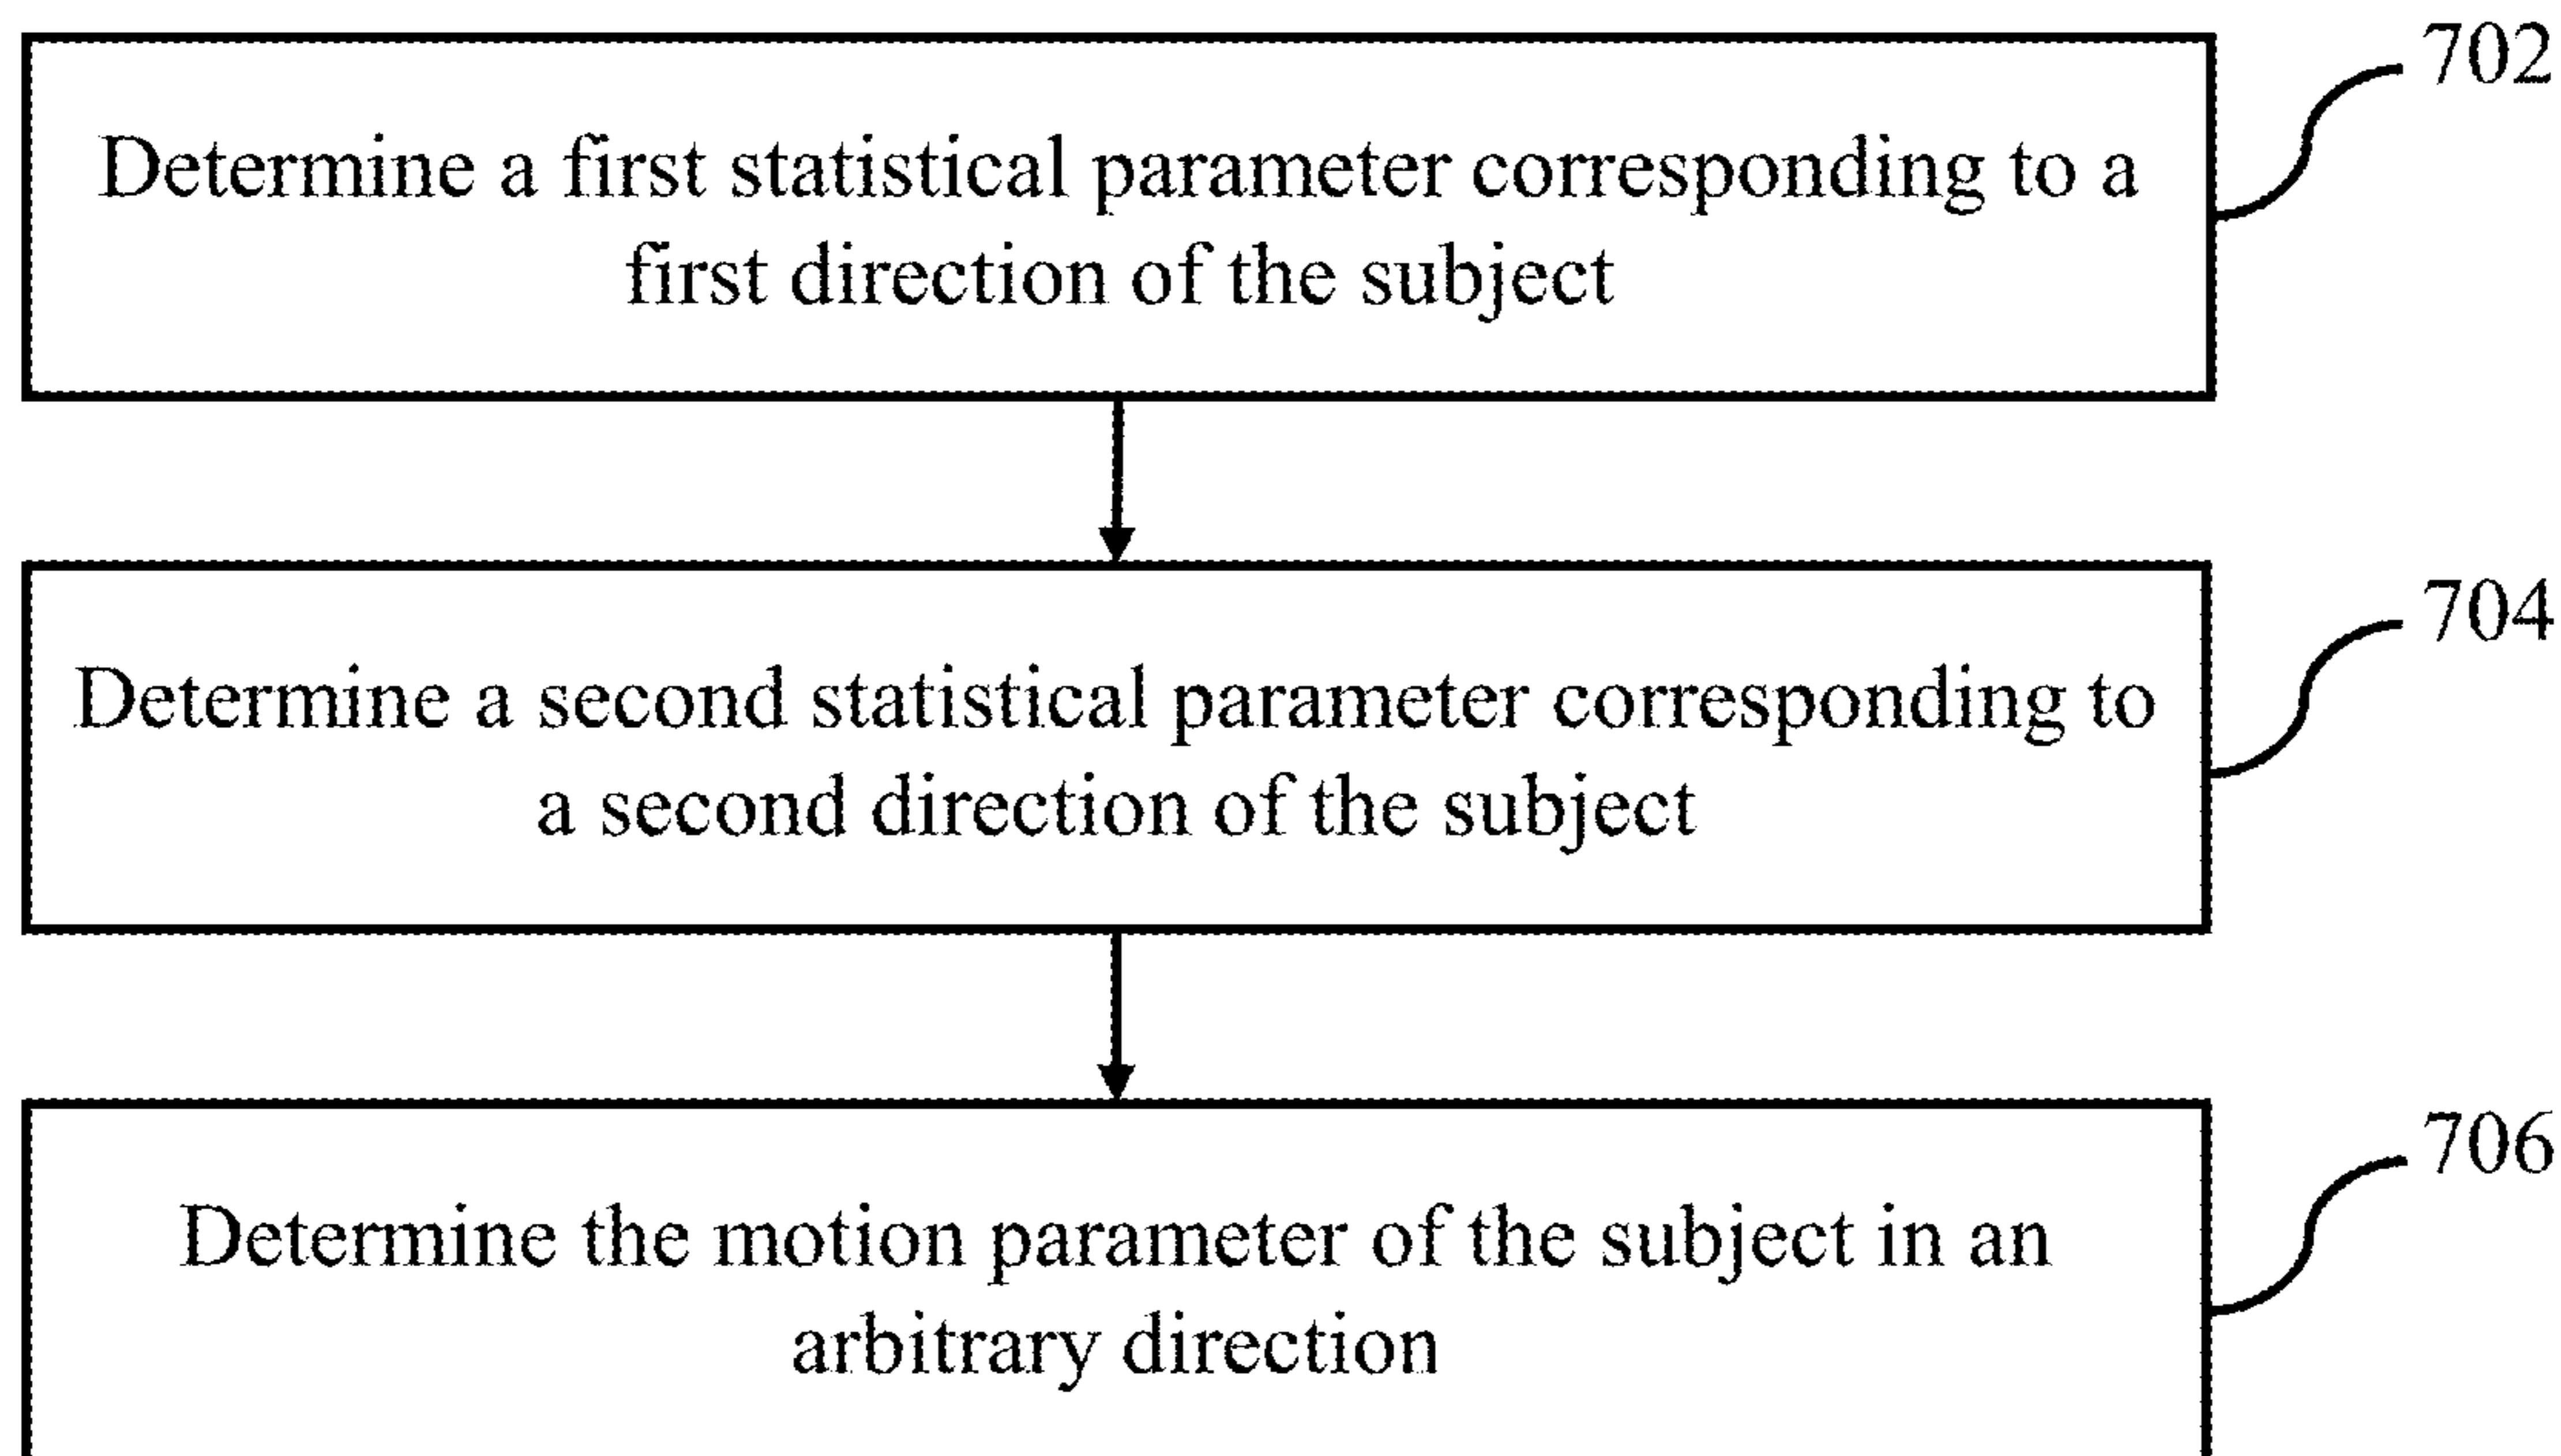 702
Determine a first statistical parameter corresponding to a
first direction of the subject
704
Determine a second statistical parameter corresponding to
a second direction of the subject
706
Determine the motion parameter of the subject in an
arbitrary direction